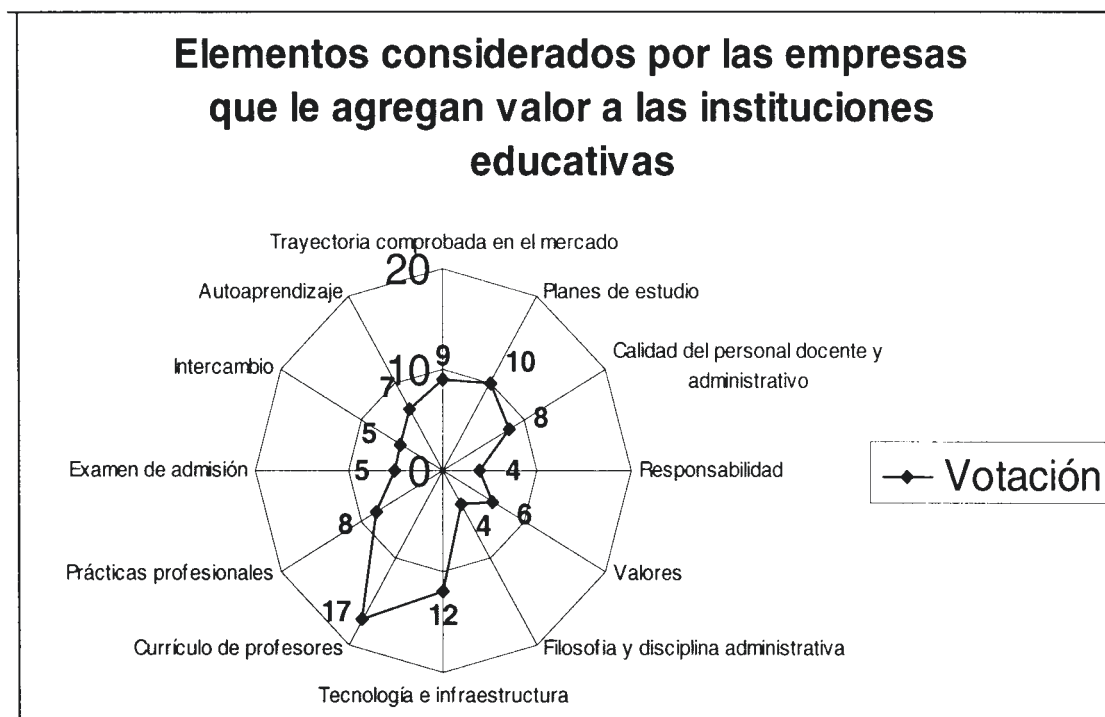 Elementos considerados por las empresas
que le agregan valor a las instituciones
educativas
Trayectoria comprobada en el mercado
20
Autoaprendizaje
Planes de estudio
Calidad del personal docente y
administrativo
Intercambio
10
9
10
7
8
5
Examen de admisión
5
0
4
Responsabilidad
Votación
6
4
8
Prácticas profesionales
Valores
17
12
Currículo de profesores
Filosofía y disciplina administrativa
Tecnología e infraestructura